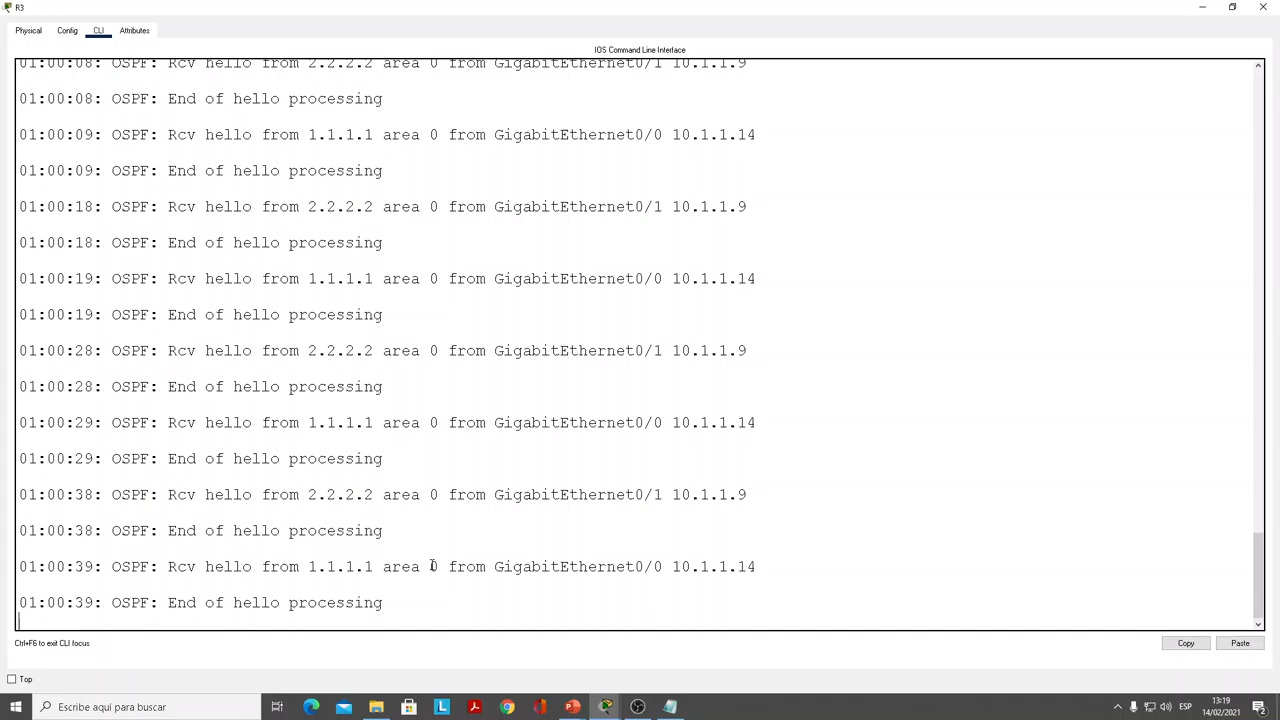 R3
Physical Config CLI Attributes
IOS Command Line Interface
01:00:08: OSPF: Rcv hello from 2.2.2.2 area 0 from GigabitEthernet0/1 10.1.1.9
01:00:08: OSPF: End of hello processing
01:00:09: OSPF: Rcv hello from 1.1.1.1 area 0 from GigabitEthernet0/0 10.1.1.14
01:00:09: OSPF: End of hello processing
01:00:18: OSPF: Rcv hello from 2.2.2.2 area 0 from GigabitEthernet0/1 10.1.1.9
01:00:18: OSPF: End of hello processing
01:00:19: OSPF: Rcv hello from 1.1.1.1 area 0 from GigabitEthernet0/0 10.1.1.14
01:00:19: OSPF: End of hello processing
01:00:28: OSPF: Rcv hello from 2.2.2.2 area 0 from GigabitEthernet0/1 10.1.1.9
01:00:28: OSPF: End of hello processing
01:00:29: OSPF: Rcv hello from 1.1.1.1 area 0 from GigabitEthernet0/0 10.1.1.14
01:00:29: OSPF: End of hello processing
01:00:38: OSPF: Rcv hello from 2.2.2.2 area 0 from GigabitEthernet0/1 10.1.1.9
01:00:38: OSPF: End of hello processing
01:00:39: OSPF: Rcv hello from 1.1.1.1 area 0 from GigabitEthernet0/0 10.1.1.14
01:00:39: OSPF: End of hello processing
Ctrl+F6 to exit CLI focus
Copy Paste
Top
Escribe aquí para buscar
ESP
13:19
14/02/2021
2